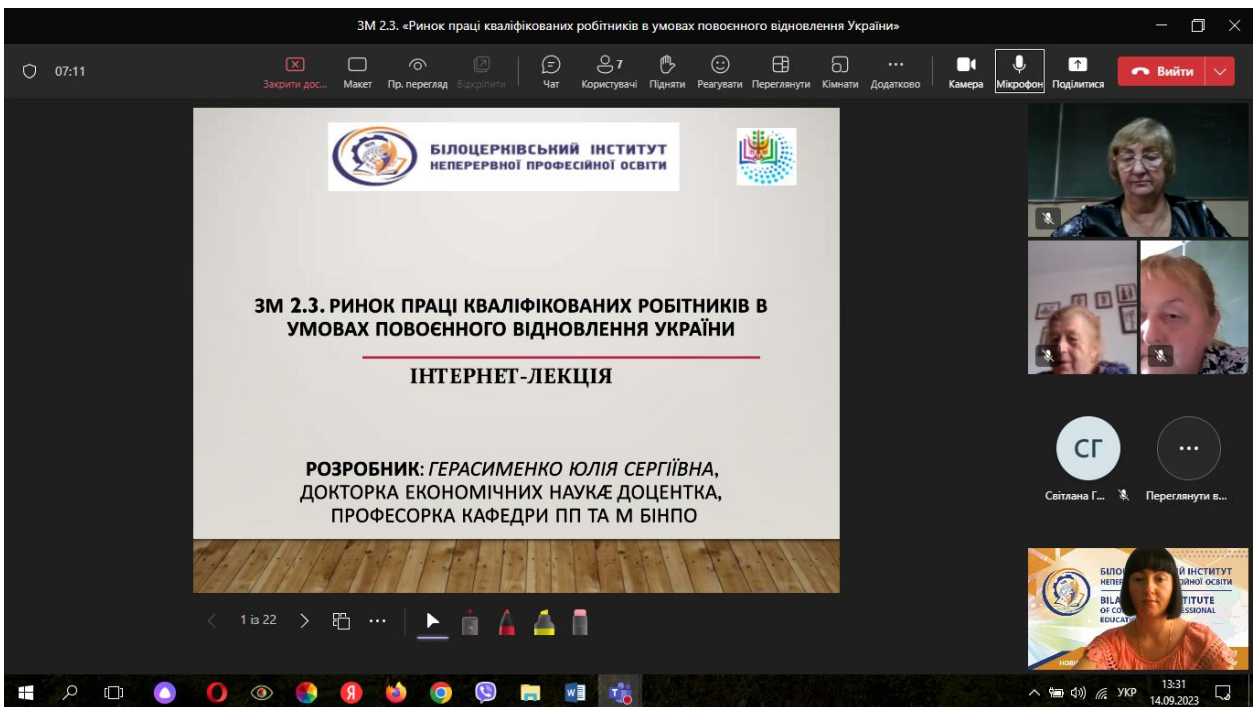 ЗМ 2.3. «Ринок праці кваліфікованих робітників в умовах повоєнного відновлення України»
07:11
Закрити дос...
Макет
Пр. перегляд
Відкріпити
Чат
7
Користувачі
Підняти
Реагувати
Переглянути
Кімнати
Додатково
Камера
Мікрофон
Поділитися
Вийти
БІЛОЦЕРКІВСЬКИЙ ІНСТИТУТ
НЕПЕРЕРВНОЇ ПРОФЕСІЙНОЇ ОСВІТИ
ЗМ 2.3. РИНОК ПРАЦІ КВАЛІФІКОВАНИХ РОБІТНИКІВ В
УМОВАХ ПОВОЄННОГО ВІДНОВЛЕННЯ УКРАЇНИ
ІНТЕРНЕТ-ЛЕКЦІЯ
РОЗРОБНИК: ГЕРАСИМЕНКО ЮЛІЯ СЕРГІЇВНА,
ДОКТОРКА ЕКОНОМІЧНИХ НАУКÆ ДОЦЕНТКА,
ПРОФЕСОРКА КАФЕДРИ ПП ТА М БІНПО
СГ
Світлана Г...
Переглянути в...
1 із 22
УКР
13:31
14.09.2023